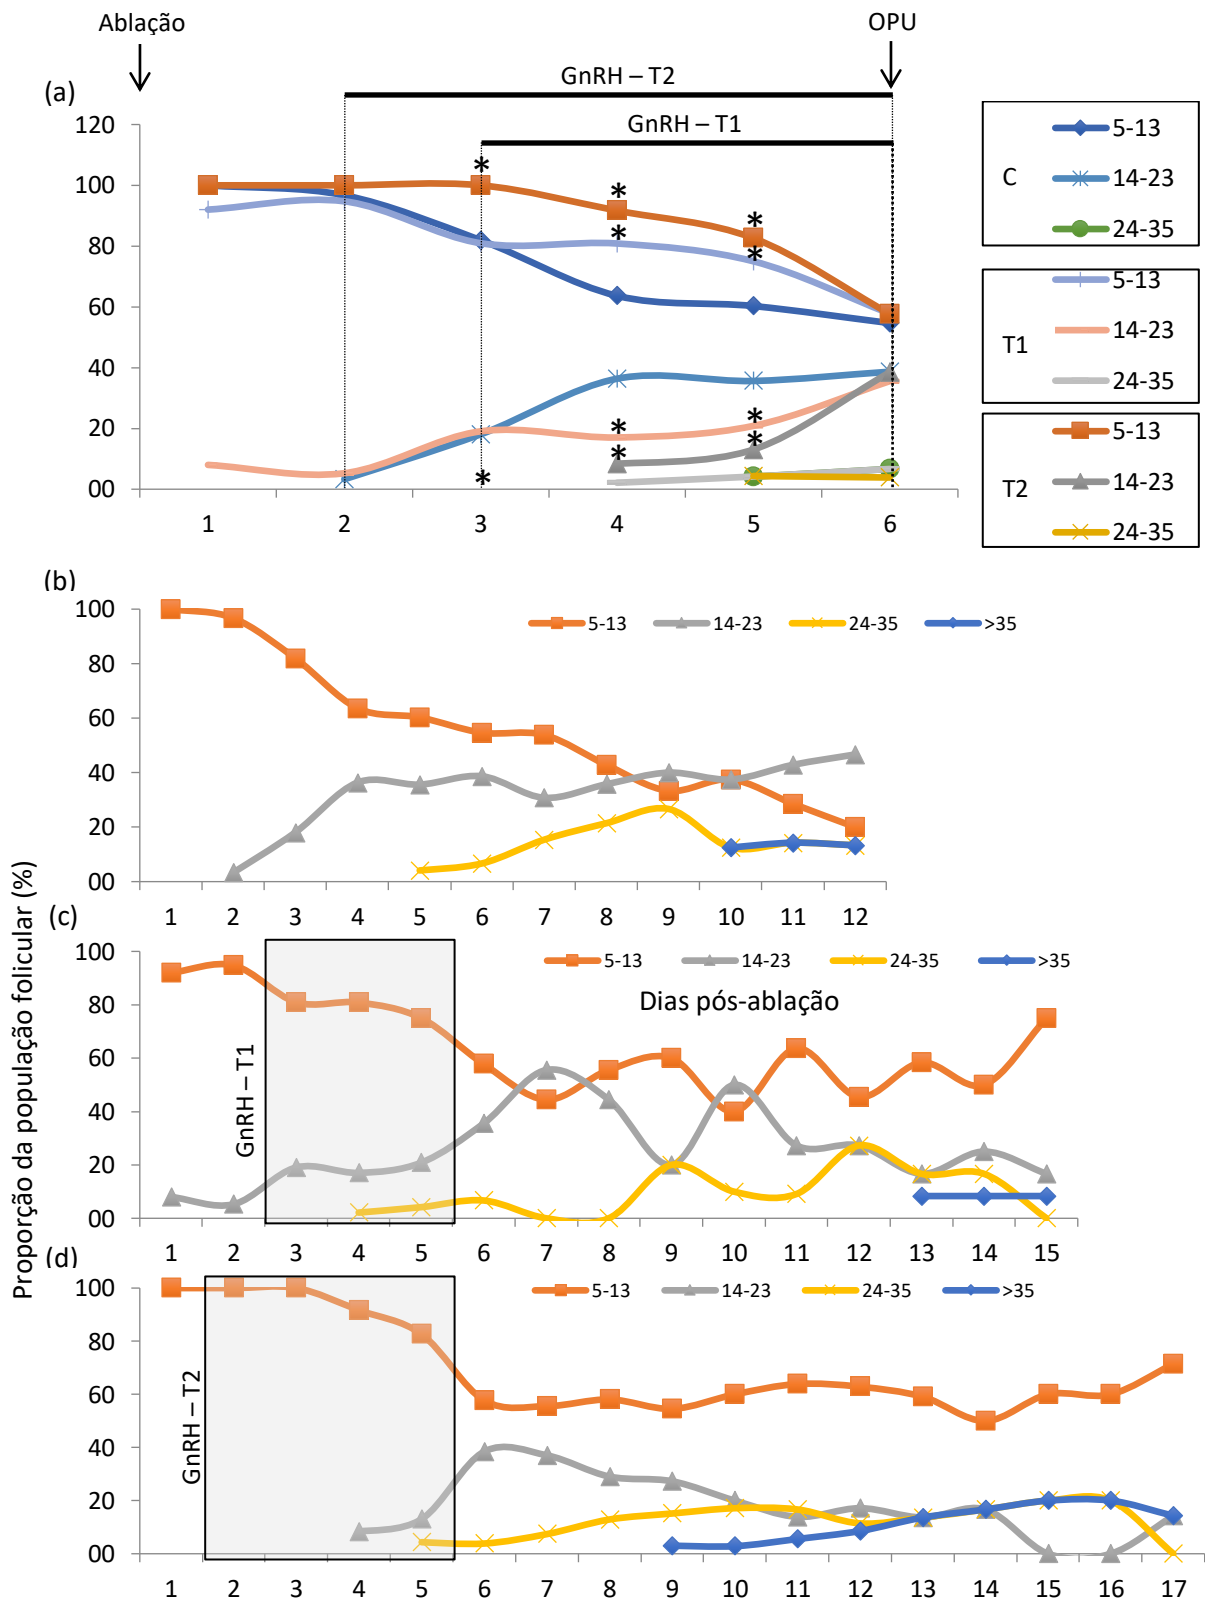 Ablação
OPU
(a)
GnRH – T2
GnRH – T1
120
100
80
60
40
20
00
* * * * * * * * * *
1 2 3 4 5 6
C
5-13
14-23
24-35
T1
5-13
14-23
24-35
T2
5-13
14-23
24-35
Proporção da população folicular (%)
(b)
5-13 14-23 24-35 >35
100
80
60
40
20
00
1 2 3 4 5 6 7 8 9 10 11 12
(c)
5-13 14-23 24-35 >35
Dias pós-ablação
GnRH – T1
100
80
60
40
20
00
1 2 3 4 5 6 7 8 9 10 11 12 13 14 15
(d)
5-13 14-23 24-35 >35
GnRH – T2
100
80
60
40
20
00
1 2 3 4 5 6 7 8 9 10 11 12 13 14 15 16 17